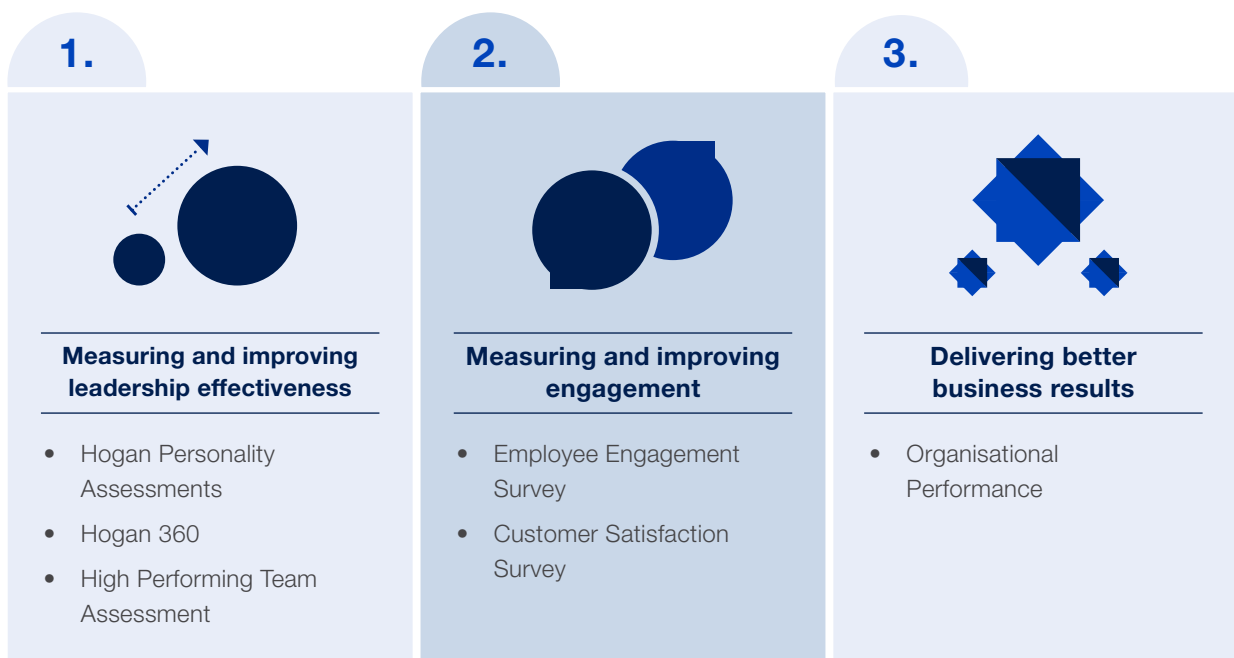 1.
Measuring and improving
leadership effectiveness
• Hogan Personality
Assessments
• Hogan 360
• High Performing Team
Assessment
2.
Measuring and improving
engagement
• Employee Engagement
Survey
• Customer Satisfaction
Survey
3.
Delivering better
business results
• Organisational
Performance